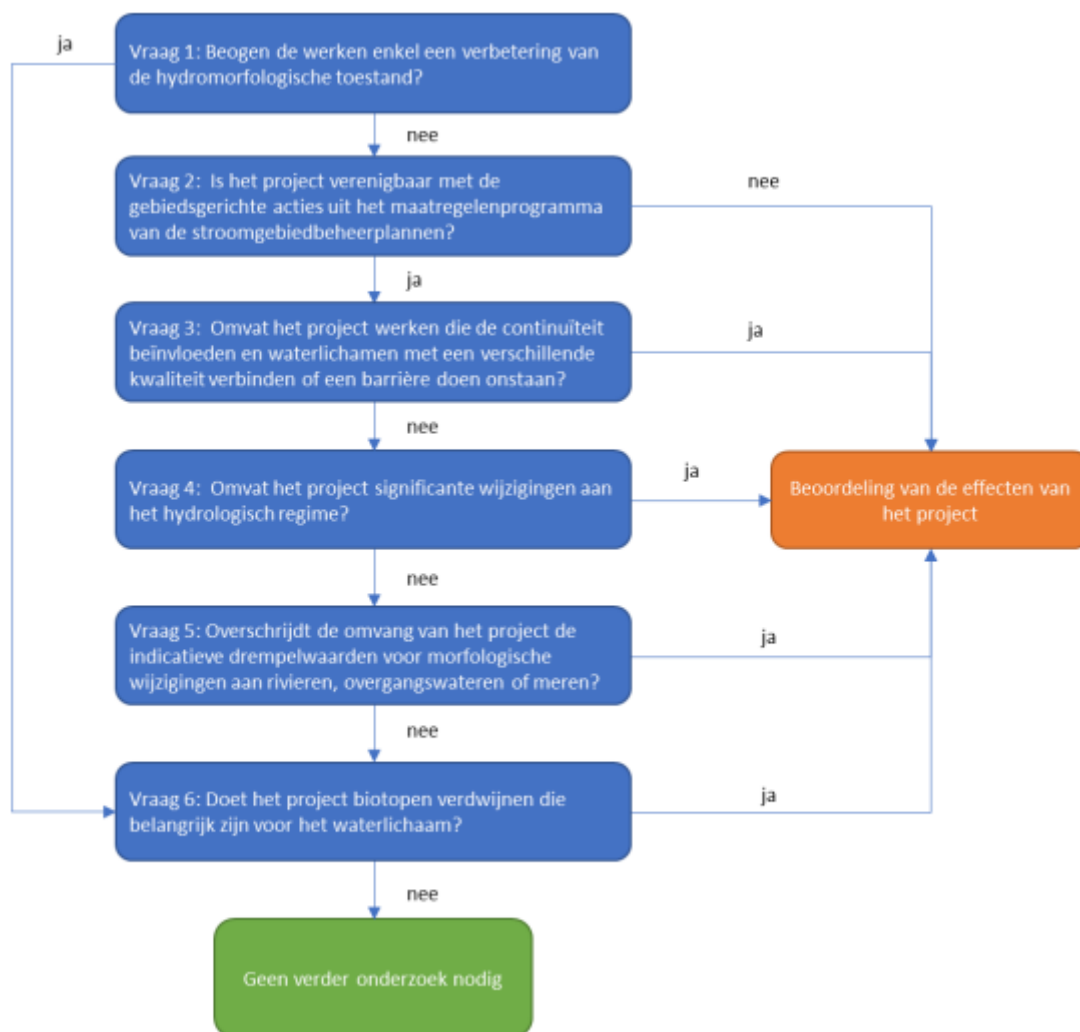 ja
Vraag 1: Beogen de werken enkel een verbetering van
de hydromorfologische toestand?
nee
Vraag 2: Is het project verenigbaar met de
gebiedsgerichte acties uit het maatregelenprogramma
van de stroomgebiedbeheerplannen?
nee
ja
Vraag 3: Omvat het project werken die de continuïteit
beïnvloeden en waterlichamen met een verschillende
kwaliteit verbinden of een barrière doen onstaan?
ja
nee
Vraag 4: Omvat het project significante wijzigingen aan
het hydrologisch regime?
ja
Beoordeling van de effecten van
het project
nee
Vraag 5: Overschrijdt de omvang van het project de
indicatieve drempelwaarden voor morfologische
wijzigingen aan rivieren, overgangswateren of meren?
ja
nee
Vraag 6: Doet het project biotopen verdwijnen die
belangrijk zijn voor het waterlichaam?
ja
nee
Geen verder onderzoek nodig